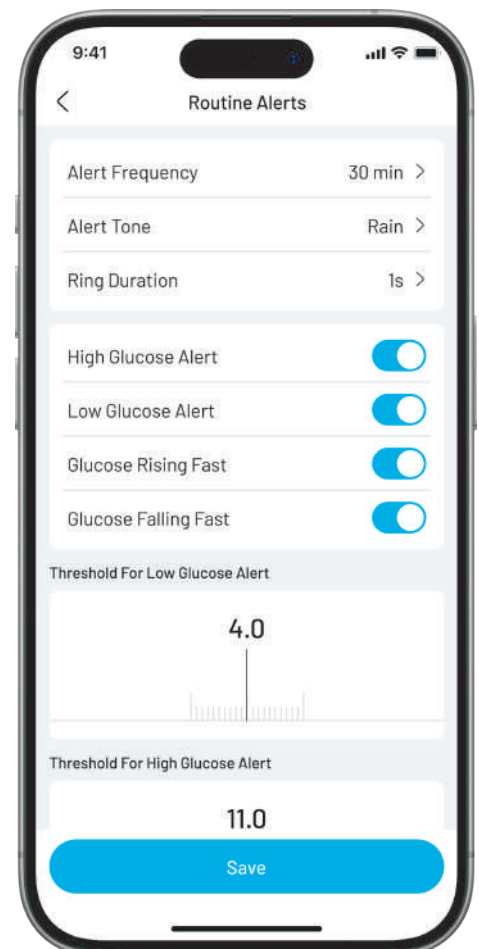 9:41
Routine Alerts
Alert Frequency 30 min >
Alert Tone Rain >
Ring Duration 1s >
High Glucose Alert
Low Glucose Alert
Glucose Rising Fast
Glucose Falling Fast
Threshold For Low Glucose Alert
4.0
Threshold For High Glucose Alert
11.0
Save